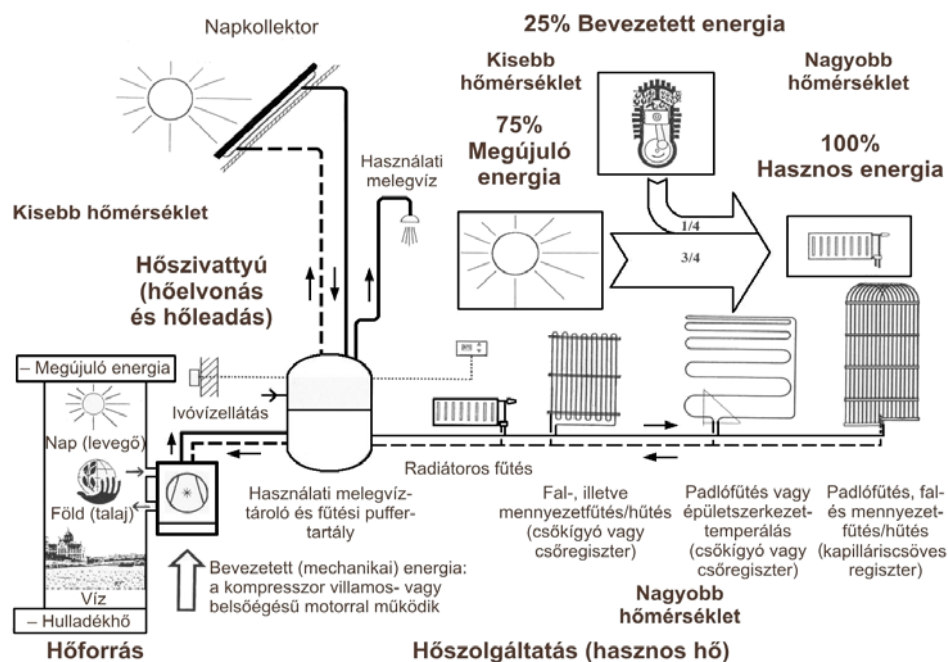 Napkollektor
25% Bevezetett energia
Kisebb
hőmérséklet
Nagyobb
hőmérséklet
75%
Megújuló
energia
100%
Hasznos energia
Használati
melegvíz
1/4
3/4
Kisebb hőmérséklet
Hőszivattyú
(hőelvonás
és hőleadás)
– Megújuló energia
Nap (levegő)
Föld (talaj)
Víz
– Hulladékhő
Hőforrás
Ivóvízellátás
Radiátoros fűtés
Használati melegvíz-
tároló és fűtési puffer-
tartály
Bevezetett (mechanikai) energia:
a kompresszor villamos- vagy
belsőégésű motorral működik
Fal-, illetve
mennyezetfűtés/hűtés
(csőkígyó vagy
csőregiszter)
Padlófűtés vagy
épületszerkezet-
temperálás
(csőkígyó vagy
csőregiszter)
Padlófűtés, fal-
és mennyezet-
fűtés/hűtés
(kapilláriscsöves
regiszter)
Nagyobb
hőmérséklet
Hőszolgáltatás (hasznos hő)